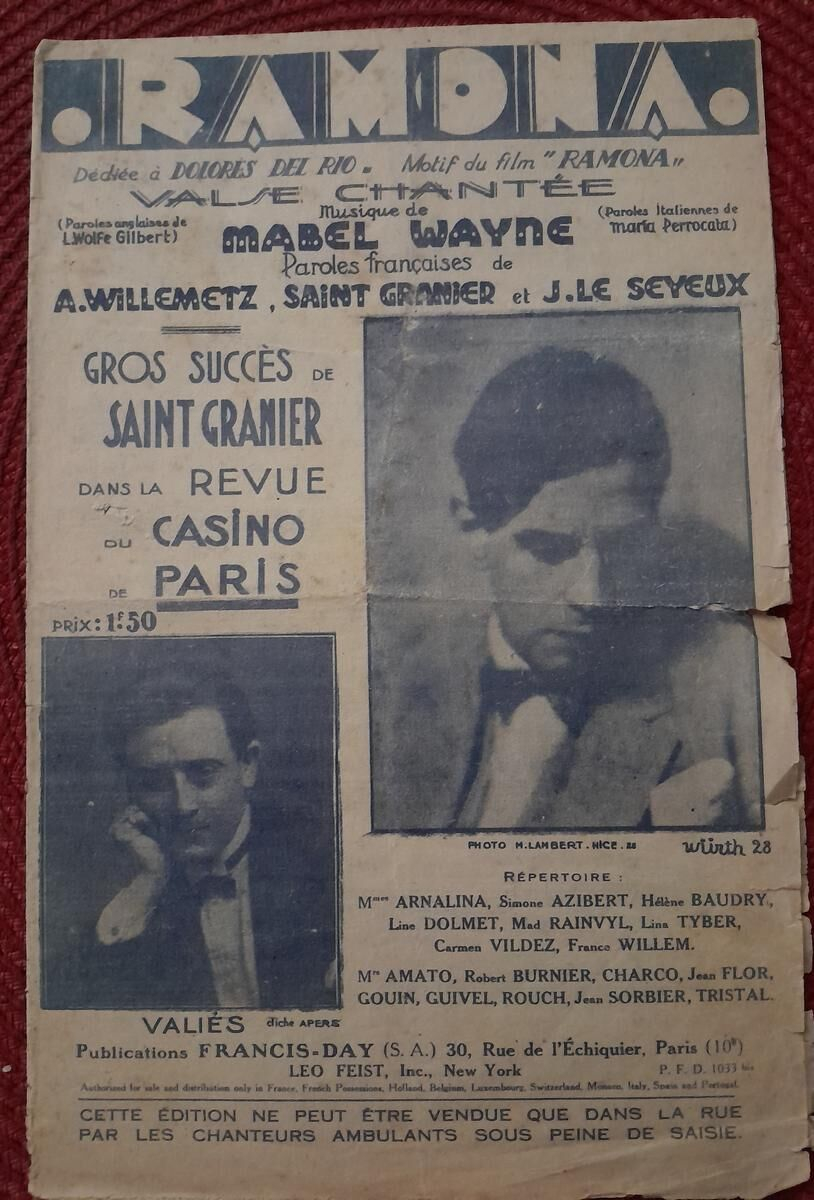 . RAMONA .
Dédiée à DOLORÈS DEL RIO. Motif du film "RAMONA"
VALSE CHANTÉE
Musique de
(Paroles anglaises de
L.Wolfe Gilbert)
MABEL WAYNE
(Paroles Italiennes de
Maria Perrocata)
Paroles françaises de
A.WILLEMETZ, SAINT GRANIER et J.LE SEYEUX
GROS SUCCÈS DE
SAINT GRANIER
DANS LA REVUE
DU CASINO
DE PARIS
PRIX: 1F.50
PHOTO M.LAMBERT. NICE. 28
Würth 28
RÉPERTOIRE :
Mmes ARNALINA, Simone AZIBERT, Hélène BAUDRY,
Line DOLMET, Mad RAINVYL, Lina TYBER,
Carmen VILDEZ, France WILLEM.
Mrs AMATO, Robert BURNIER, CHARCO, Jean FLOR,
GOUIN, GUIVEL, ROUCH, Jean SORBIER, TRISTAL.
VALIÉS cliché APERS
Publications FRANCIS-DAY (S. A.) 30, Rue de l'Échiquier, Paris (10e)
LEO FEIST, Inc., New York
P. F. D. 1033 bis
Authorized for sale and distribution only in France, French Possessions, Holland, Belgium, Luxembourg, Switzerland, Monaco, Italy, Spain and Portugal.
CETTE ÉDITION NE PEUT ÊTRE VENDUE QUE DANS LA RUE
PAR LES CHANTEURS AMBULANTS SOUS PEINE DE SAISIE.